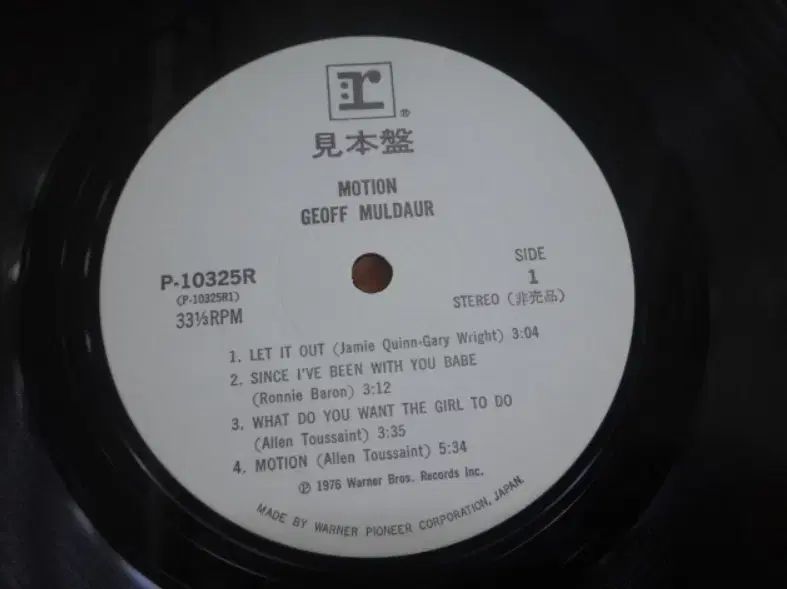 r
®
見本盤
MOTION
GEOFF MULDAUR
P-10325R
(P-10325R1)
33⅓RPM
SIDE
1
STEREO (非売品)
1. LET IT OUT (Jamie Quinn-Gary Wright) 3:04
2. SINCE I'VE BEEN WITH YOU BABE
(Ronnie Baron) 3:12
3. WHAT DO YOU WANT THE GIRL TO DO
(Allen Toussaint) 3:35
4. MOTION (Allen Toussaint) 5:34
℗ 1976 Warner Bros. Records Inc.
MADE BY WARNER PIONEER CORPORATION, JAPAN.